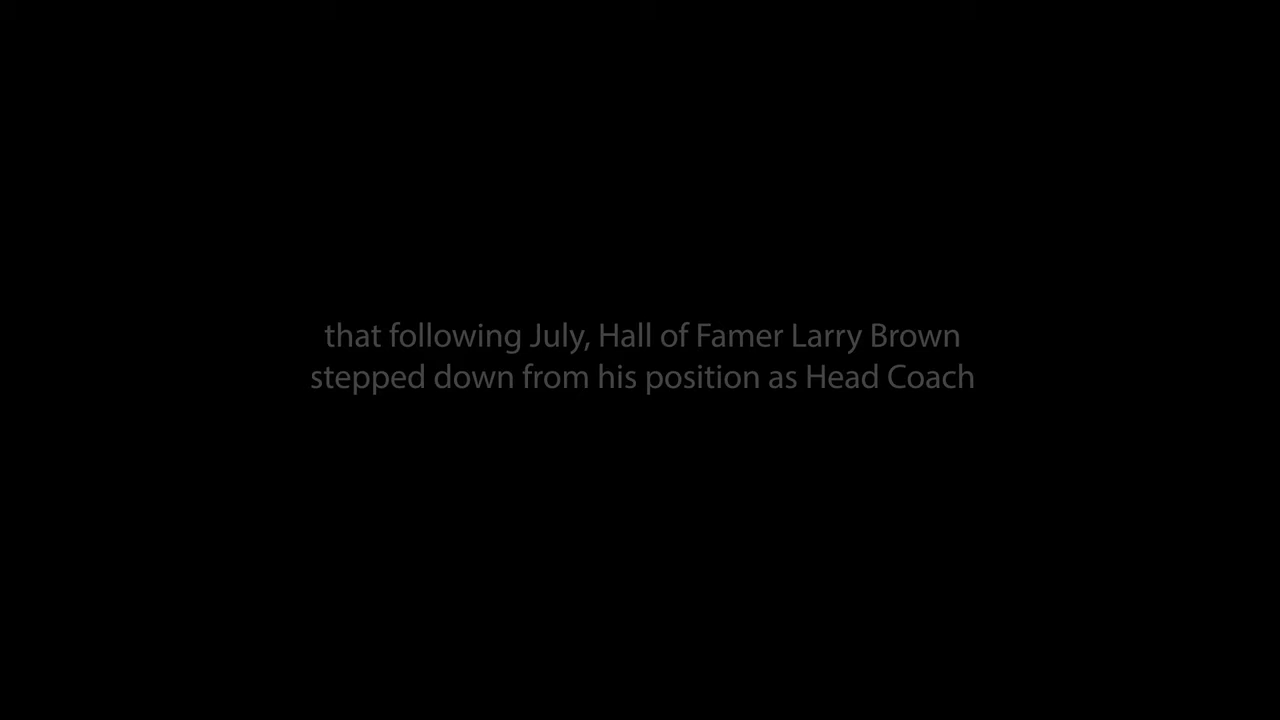 that following July, Hall of Famer Larry Brown
stepped down from his position as Head Coach